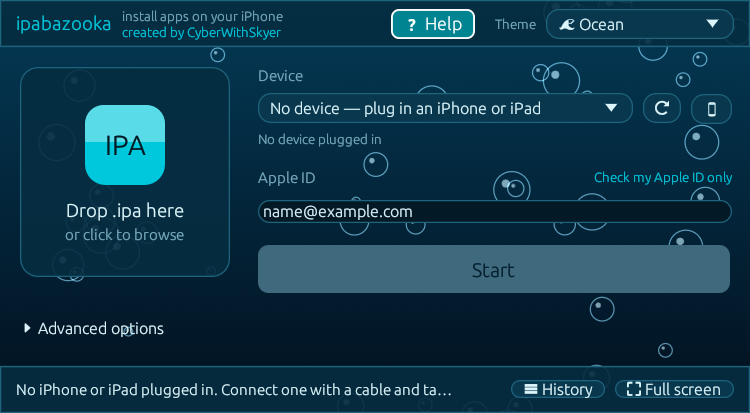 ipabazooka
install apps on your iPhone
created by CyberWithSkyer
? Help
Theme
Ocean
Device
No device — plug in an iPhone or iPad
No device plugged in
IPA
Drop .ipa here
or click to browse
Apple ID
Check my Apple ID only
name@example.com
Start
Advanced options
No iPhone or iPad plugged in. Connect one with a cable and ta…
History
Full screen